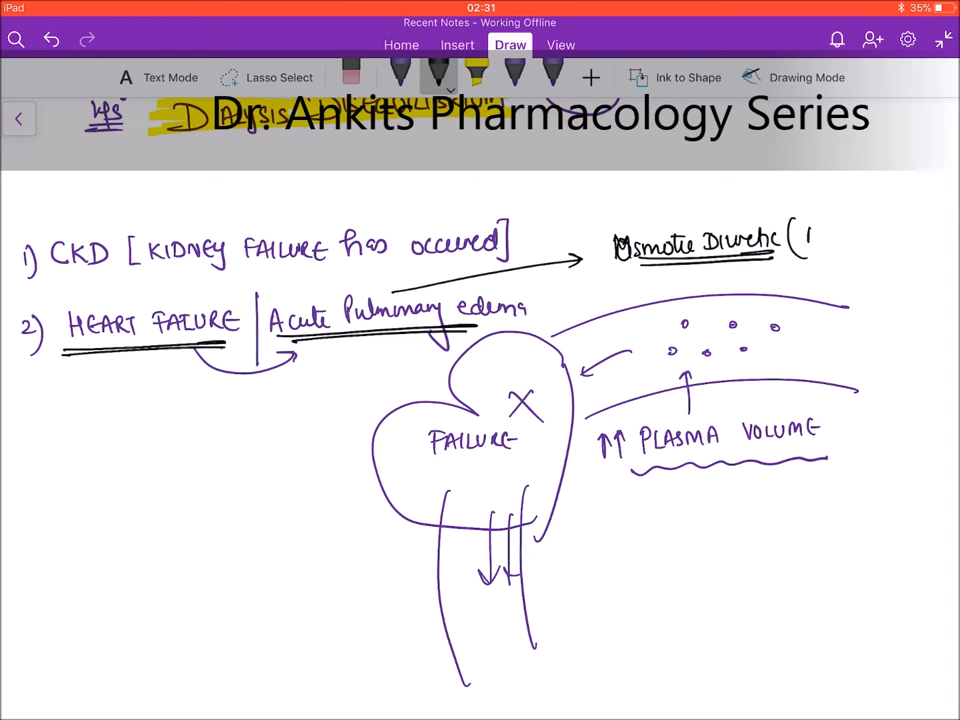 iPad
02:31
35%
Recent Notes - Working Offline
Home Insert Draw View
A Text Mode Lasso Select Ink to Shape Drawing Mode
Dr. Ankits Pharmacology Series
1) CKD [KIDNEY FAILURE has occured]
Osmotic Diuretic (
2) HEART FAILURE | Acute Pulmonary edema
X
FAILURE
↑↑ PLASMA VOLUME